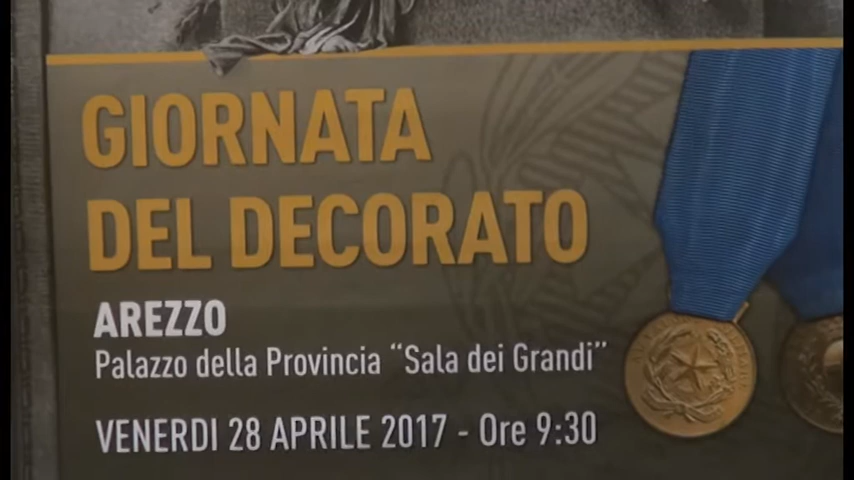 GIORNATA
DEL DECORATO
AREZZO
Palazzo della Provincia "Sala dei Grandi"
VENERDI 28 APRILE 2017 - Ore 9:30